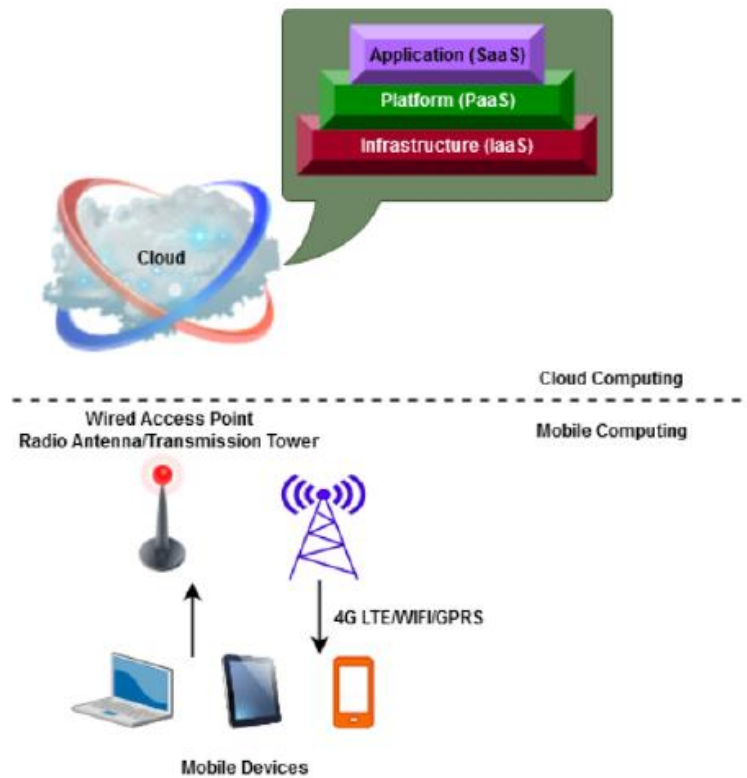 Application (SaaS)
Platform (PaaS)
Infrastructure (IaaS)
Cloud
Cloud Computing
Wired Access Point
Radio Antenna/Transmission Tower
Mobile Computing
4G LTE/WIFI/GPRS
Mobile Devices